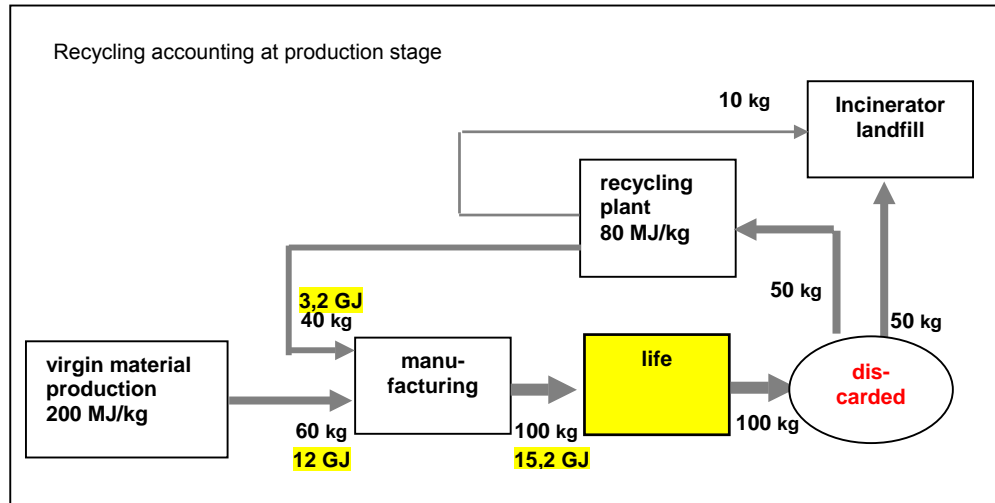 Recycling accounting at production stage
10 kg
Incinerator
landfill
recycling
plant
80 MJ/kg
50 kg
50 kg
3,2 GJ
40 kg
virgin material
production
200 MJ/kg
manu-
facturing
life
dis-
carded
60 kg
12 GJ
100 kg
15,2 GJ
100 kg